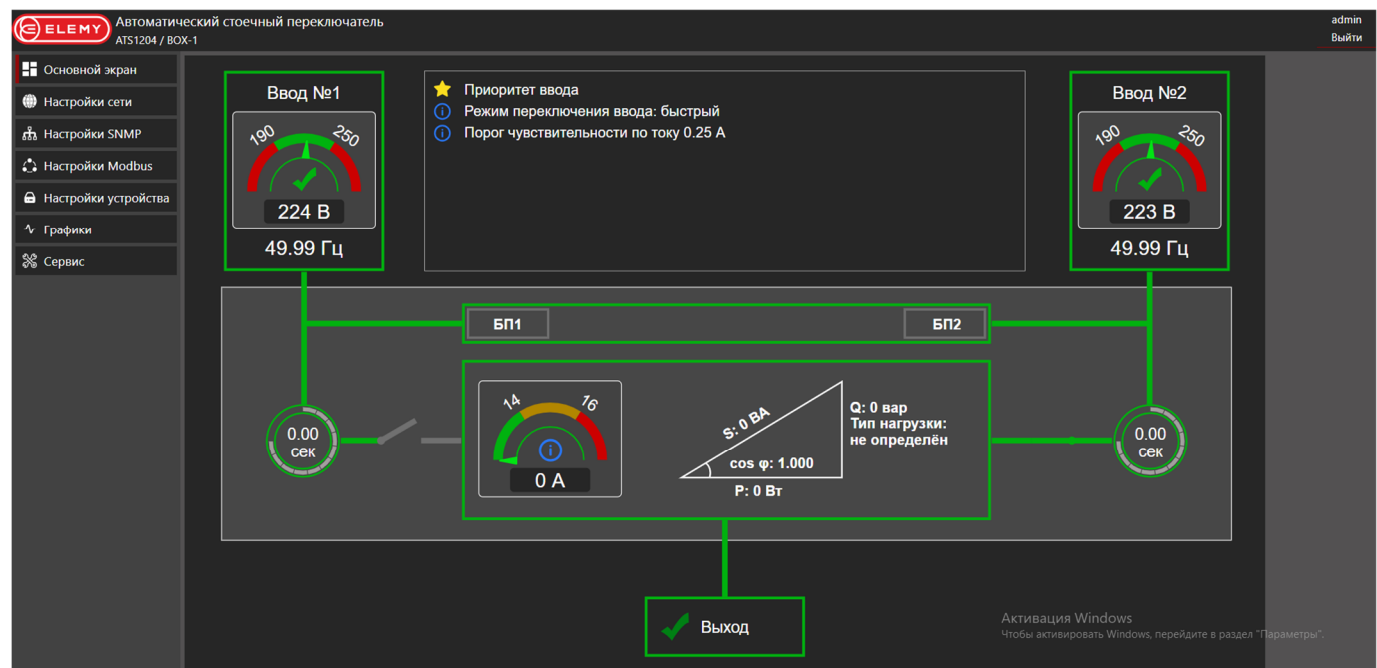 ELEMY
Автоматический стоечный переключатель
ATS1204 / BOX-1
admin
Выйти
Основной экран
Настройки сети
Настройки SNMP
Настройки Modbus
Настройки устройства
Графики
Сервис
Ввод №1
190
250
224 В
49.99 Гц
Приоритет ввода
Режим переключения ввода: быстрый
Порог чувствительности по току 0.25 А
Ввод №2
190
250
223 В
49.99 Гц
БП1
БП2
0.00
сек
14
16
0 А
S: 0 ВА
cos φ: 1.000
P: 0 Вт
Q: 0 вар
Тип нагрузки:
не определён
0.00
сек
Выход
Активация Windows
Чтобы активировать Windows, перейдите в раздел "Параметры".